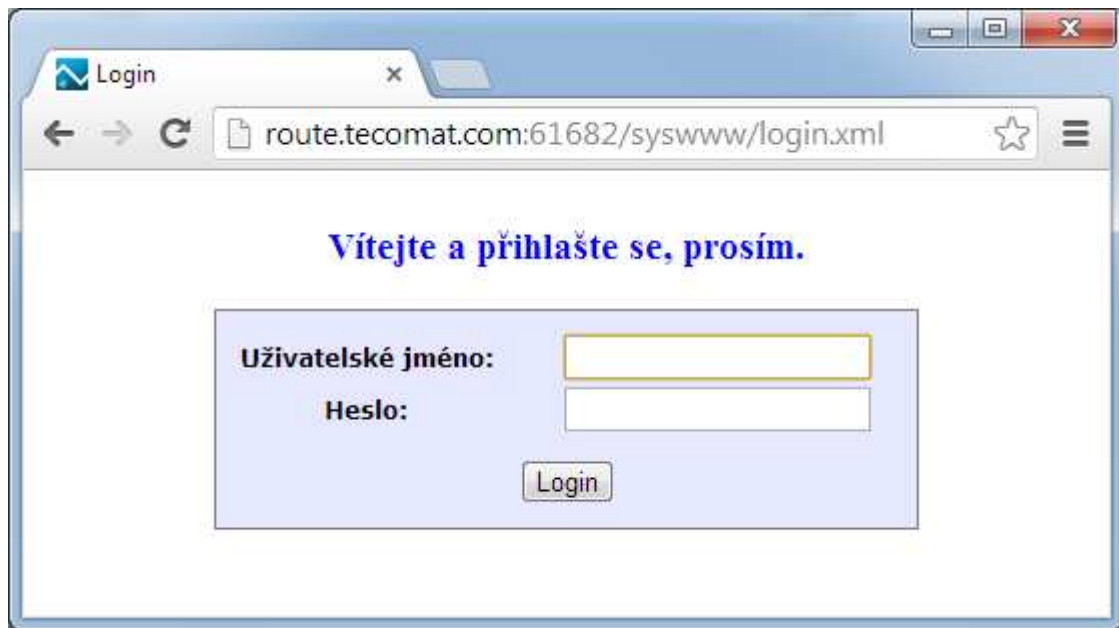 Login
route.tecomat.com:61682/syswww/login.xml
Vítejte a přihlašte se, prosím.
Uživatelské jméno:
Heslo:
Login